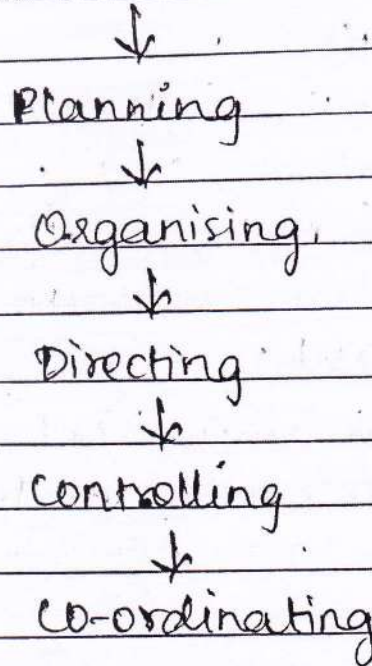 ↓
Planning
↓
Organising.
↓
Directing
↓
Controlling
↓
Co-ordinating